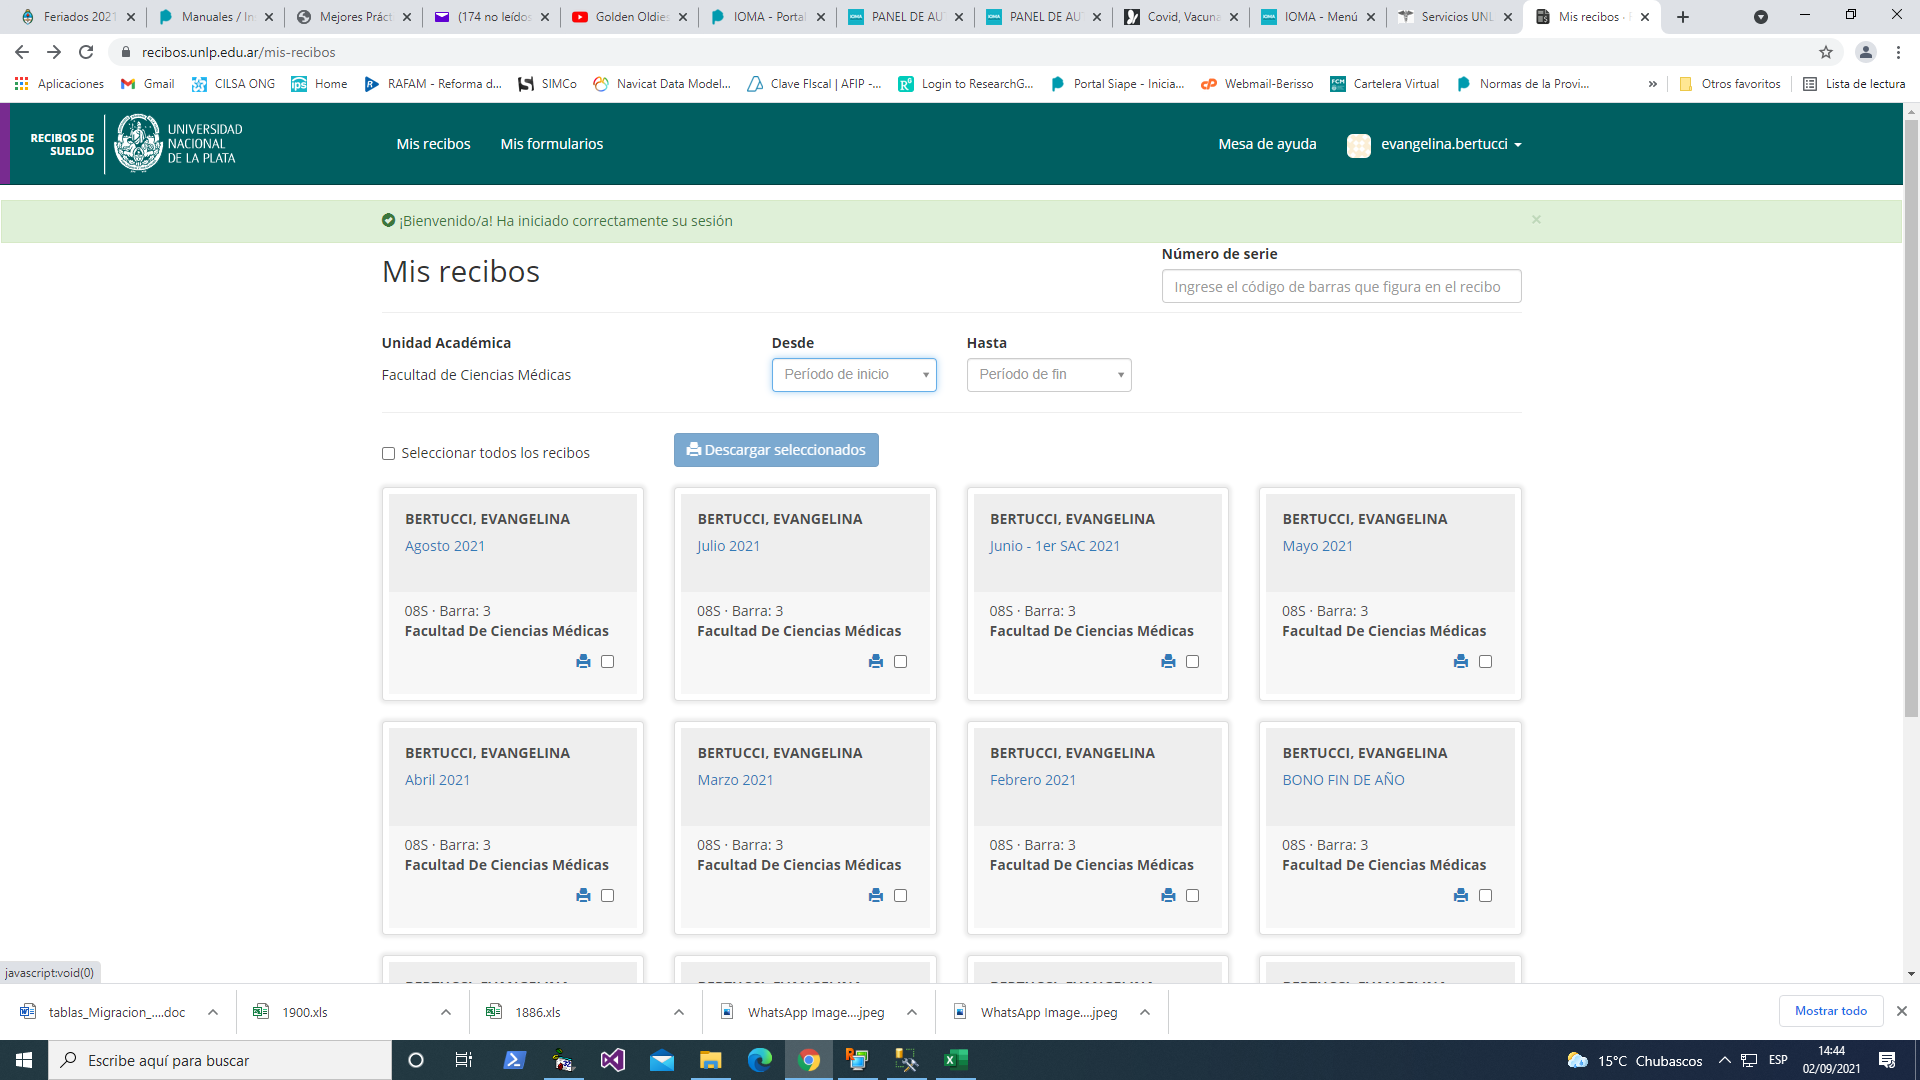 Feriados 2021
Manuales / In
Mejores Práct
(174 no leídos
Golden Oldies
IOMA - Portal
PANEL DE AUT
PANEL DE AUT
Covid, Vacuna
IOMA - Menú
Servicios UNL
Mis recibos ·
recibos.unlp.edu.ar/mis-recibos
Aplicaciones
Gmail
CILSA ONG
Home
RAFAM - Reforma d...
SIMCo
Navicat Data Model...
Clave FIscal | AFIP -...
Login to ResearchG...
Portal Siape - Inicia...
Webmail-Berisso
Cartelera Virtual
Normas de la Provi...
»
Otros favoritos
Lista de lectura
RECIBOS DE
SUELDO
UNIVERSIDAD
NACIONAL
DE LA PLATA
Mis recibos
Mis formularios
Mesa de ayuda
evangelina.bertucci
¡Bienvenido/a! Ha iniciado correctamente su sesión
×
Mis recibos
Número de serie
Ingrese el código de barras que figura en el recibo
Unidad Académica
Desde
Hasta
Facultad de Ciencias Médicas
Período de inicio
Período de fin
Seleccionar todos los recibos
Descargar seleccionados
BERTUCCI, EVANGELINA
Agosto 2021
08S · Barra: 3
Facultad De Ciencias Médicas
BERTUCCI, EVANGELINA
Julio 2021
08S · Barra: 3
Facultad De Ciencias Médicas
BERTUCCI, EVANGELINA
Junio - 1er SAC 2021
08S · Barra: 3
Facultad De Ciencias Médicas
BERTUCCI, EVANGELINA
Mayo 2021
08S · Barra: 3
Facultad De Ciencias Médicas
BERTUCCI, EVANGELINA
Abril 2021
08S · Barra: 3
Facultad De Ciencias Médicas
BERTUCCI, EVANGELINA
Marzo 2021
08S · Barra: 3
Facultad De Ciencias Médicas
BERTUCCI, EVANGELINA
Febrero 2021
08S · Barra: 3
Facultad De Ciencias Médicas
BERTUCCI, EVANGELINA
BONO FIN DE AÑO
08S · Barra: 3
Facultad De Ciencias Médicas
javascript:void(0)
tablas_Migracion_....doc
1900.xls
1886.xls
WhatsApp Image....jpeg
WhatsApp Image....jpeg
Mostrar todo
Escribe aquí para buscar
15°C Chubascos
ESP
14:44
02/09/2021